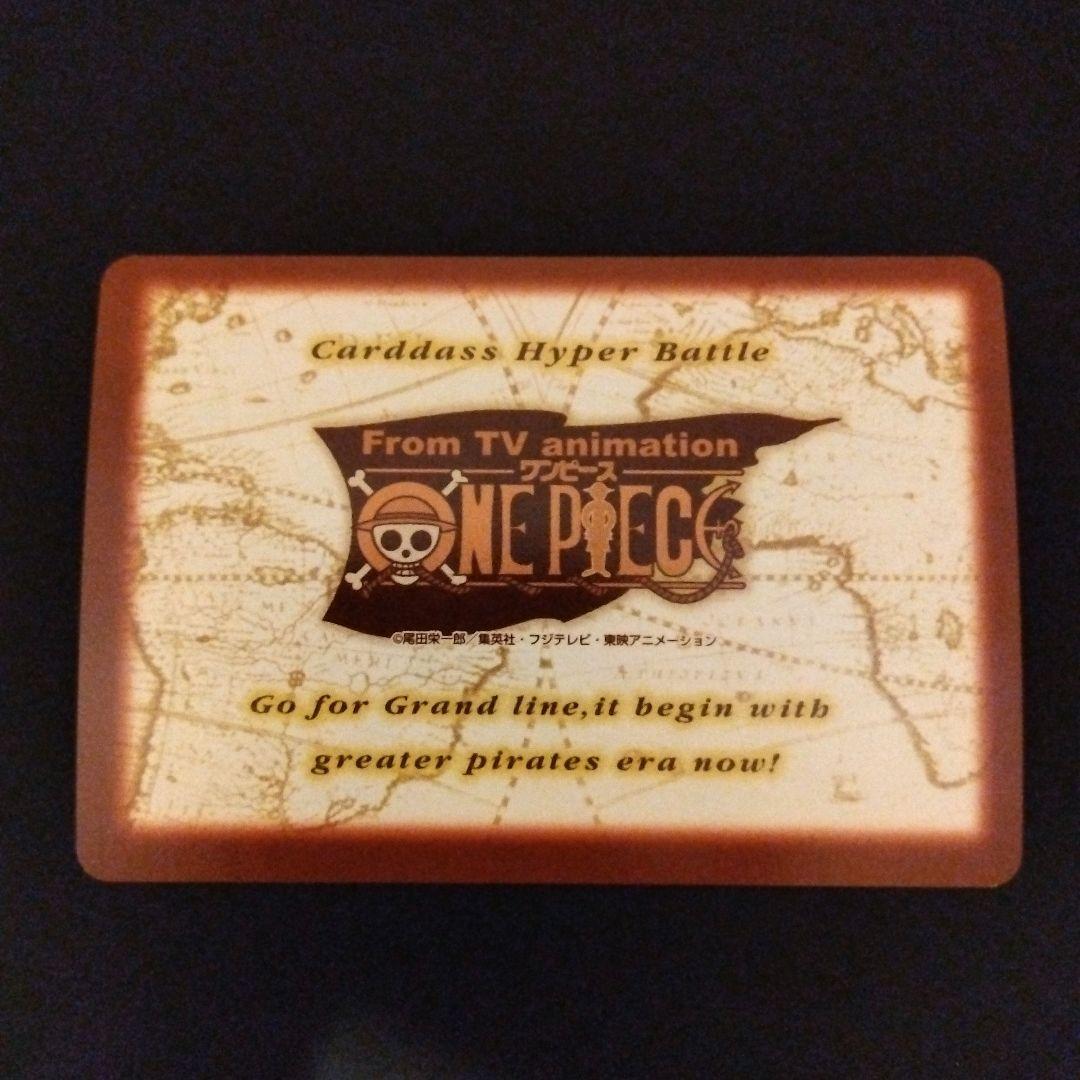 Carddass Hyper Battle
From TV animation
ワンピース
ONE PIECE
©尾田栄一郎／集英社・フジテレビ・東映アニメーション
Go for Grand line,it begin with
greater pirates era now!